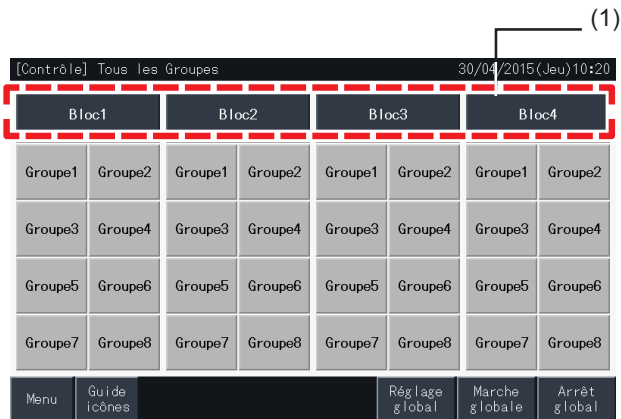 (1)
[Contrôle] Tous les Groupes 30/04/2015(Jeu)10:20
Bloc1 Bloc2 Bloc3 Bloc4
Groupe1 Groupe2 Groupe1 Groupe2 Groupe1 Groupe2 Groupe1 Groupe2
Groupe3 Groupe4 Groupe3 Groupe4 Groupe3 Groupe4 Groupe3 Groupe4
Groupe5 Groupe6 Groupe5 Groupe6 Groupe5 Groupe6 Groupe5 Groupe6
Groupe7 Groupe8 Groupe7 Groupe8 Groupe7 Groupe8 Groupe7 Groupe8
Menu
Guide
icônes
Réglage
global
Marche
globale
Arrêt
global